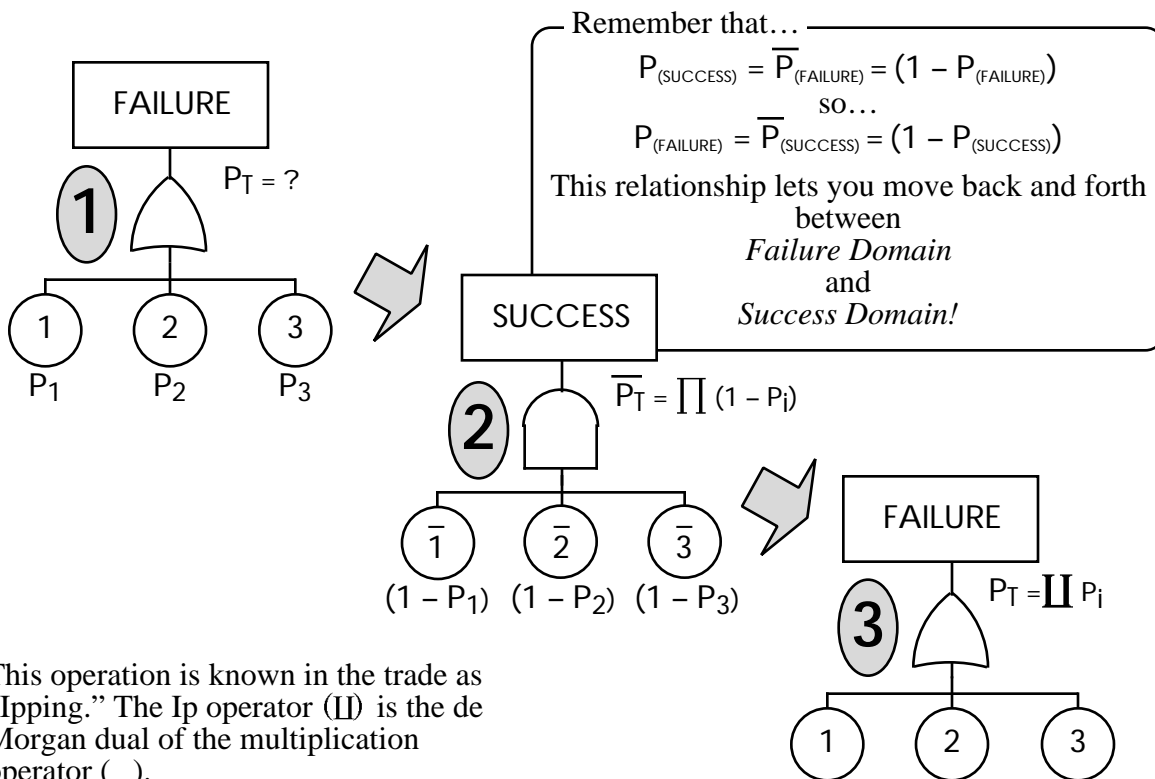 Remember that…
P(SUCCESS) = P̅(FAILURE) = (1 – P(FAILURE))
so…
P(FAILURE) = P̅(SUCCESS) = (1 – P(SUCCESS))
This relationship lets you move back and forth
between
Failure Domain
and
Success Domain!
FAILURE
PT = ?
1
1 2 3
P1 P2 P3
SUCCESS
P̅T = ∏ (1 – Pi)
2
1̅ 2̅ 3̅
(1 – P1) (1 – P2) (1 – P3)
FAILURE
PT = ∐ Pi
3
1 2 3
This operation is known in the trade as
Ipping.” The Ip operator (∐) is the de
Morgan dual of the multiplication
operator ( ).